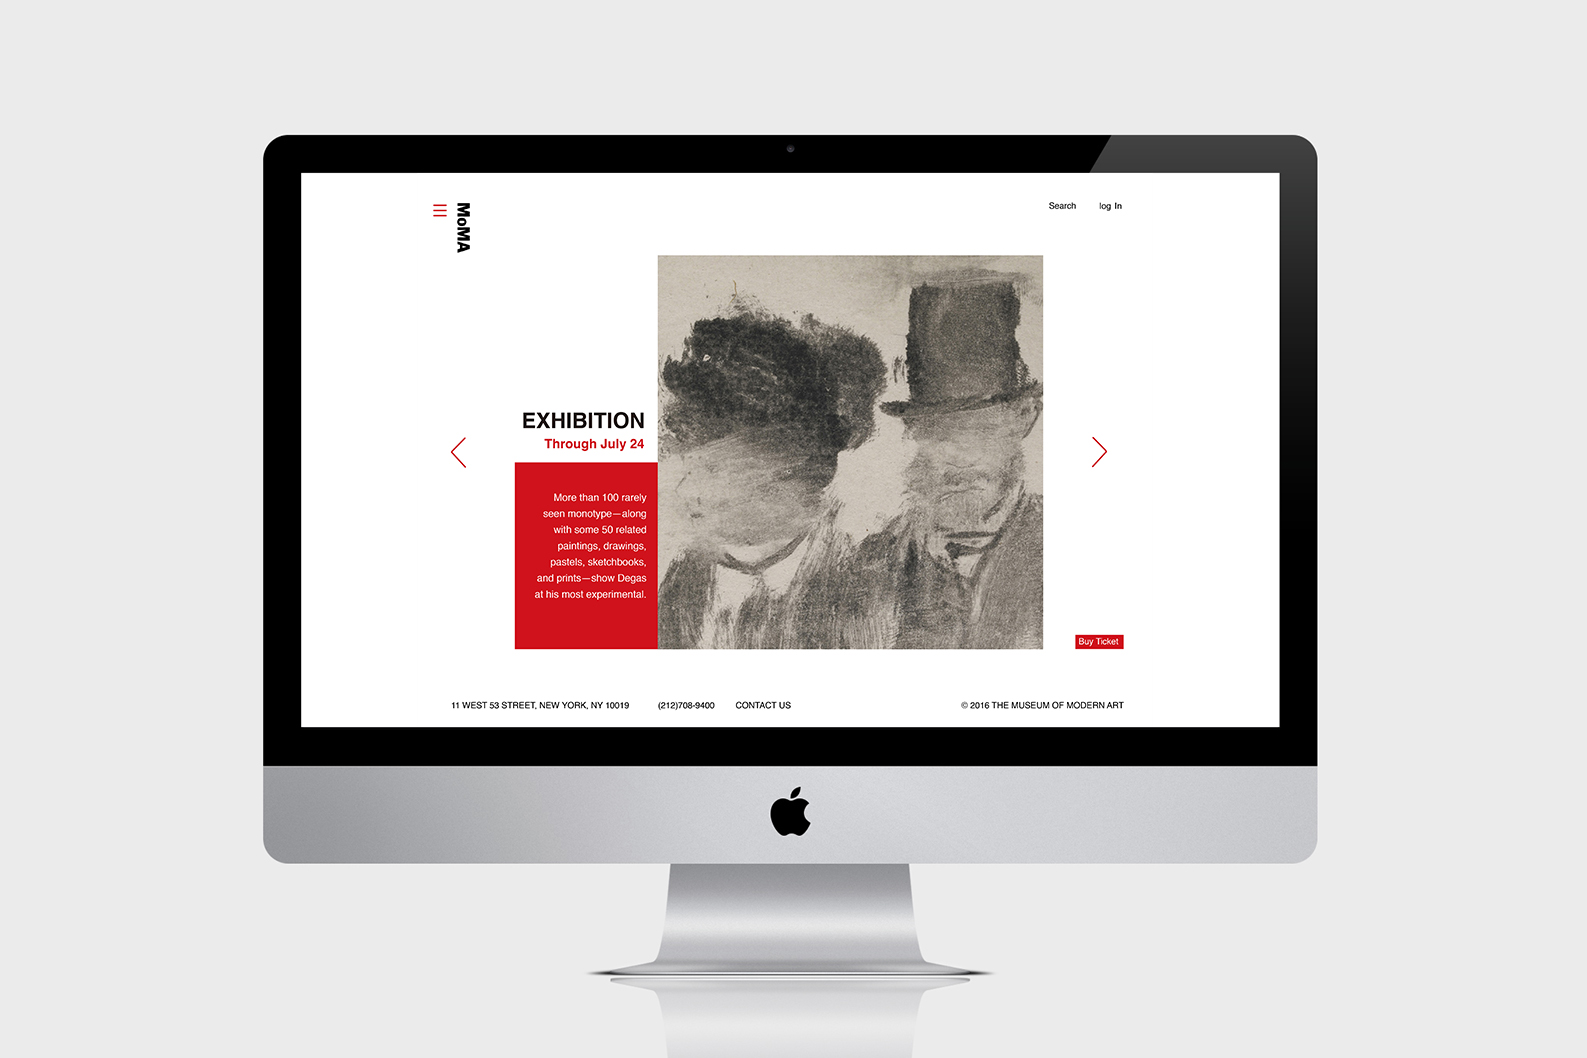 MoMA
Search
log In
EXHIBITION
Through July 24
More than 100 rarely
seen monotype—along
with some 50 related
paintings, drawings,
pastels, sketchbooks,
and prints—show Degas
at his most experimental.
Buy Ticket
11 WEST 53 STREET, NEW YORK, NY 10019
(212)708-9400
CONTACT US
© 2016 THE MUSEUM OF MODERN ART